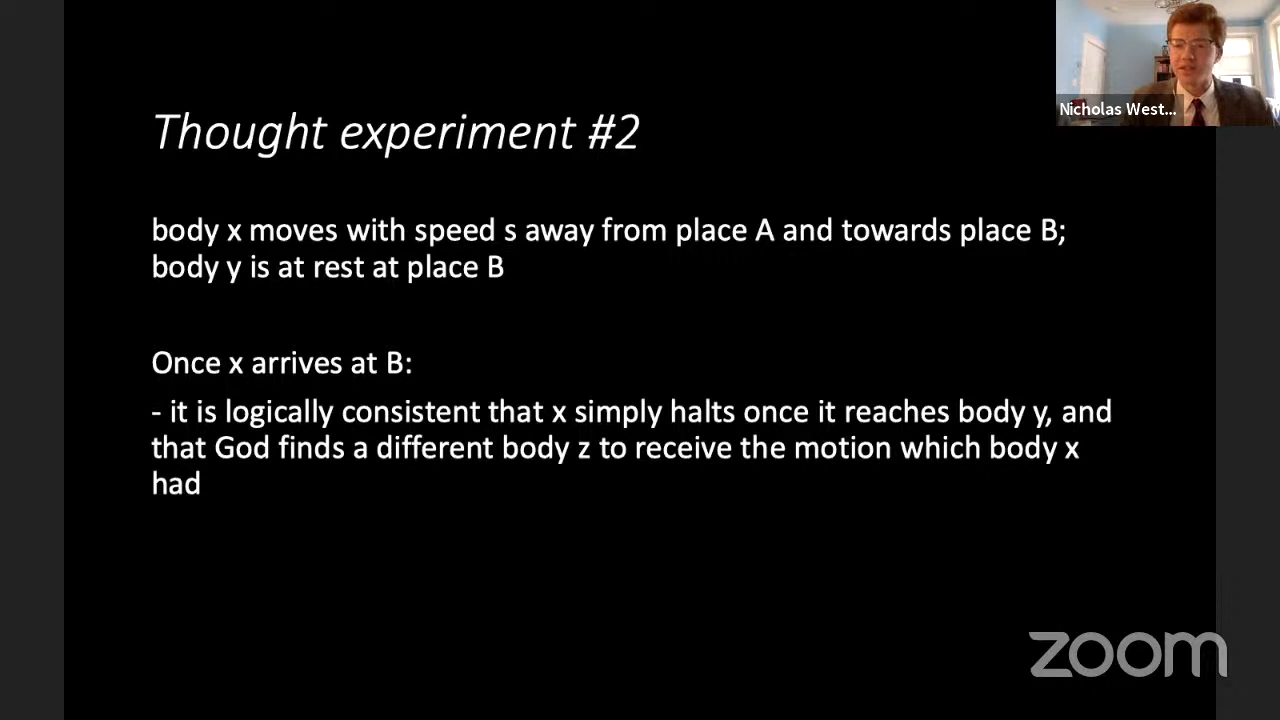 Nicholas West...
Thought experiment #2
body x moves with speed s away from place A and towards place B;
body y is at rest at place B
Once x arrives at B:
- it is logically consistent that x simply halts once it reaches body y, and
that God finds a different body z to receive the motion which body x
had
zoom